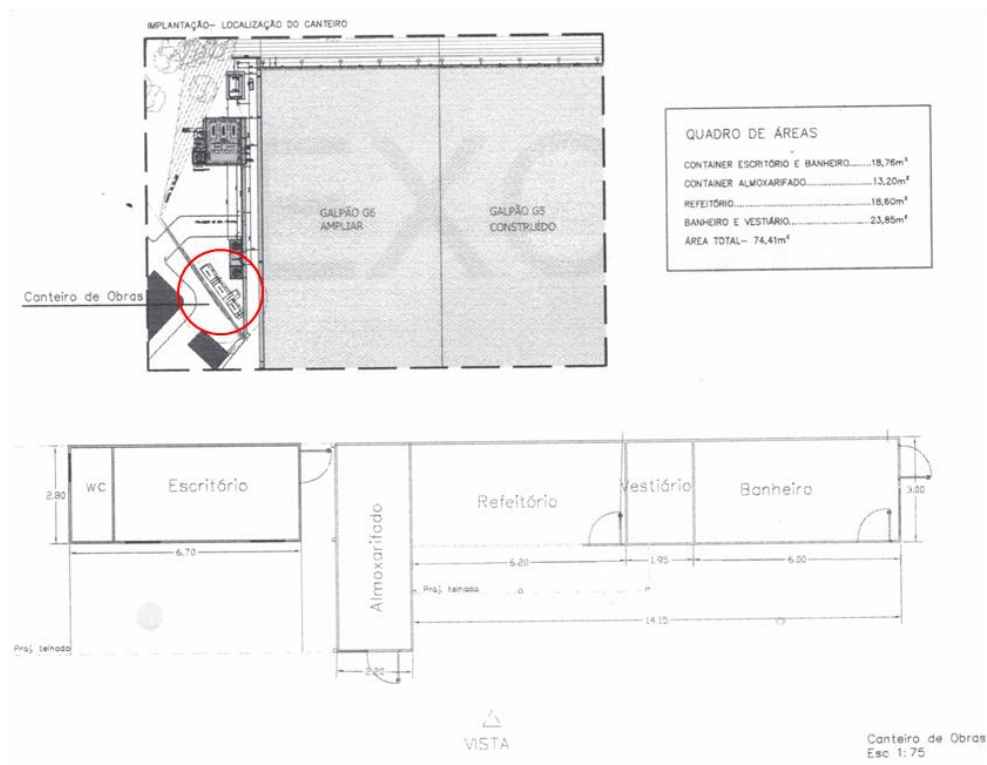 IMPLANTAÇÃO- LOCALIZAÇÃO DO CANTEIRO
GALPÃO G6
AMPLIAR
GALPÃO G5
CONSTRUÍDO
Canteiro de Obras
QUADRO DE ÁREAS
CONTAINER ESCRITÓRIO E BANHEIRO.......18,76m²
CONTAINER ALMOXARIFADO....................13,20m²
REFEITÓRIO.................................18,60m²
BANHEIRO E VESTIÁRIO.....................23,85m²
ÁREA TOTAL- 74,41m²
WC
Escritório
2.80
6.70
Almoxarifado
Refeitório
Vestiário
Banheiro
3.00
6.20
1.95
6.00
Proj. telhado
14.15
Proj. telhado
2.20
VISTA
Canteiro de Obras
Esc 1:75